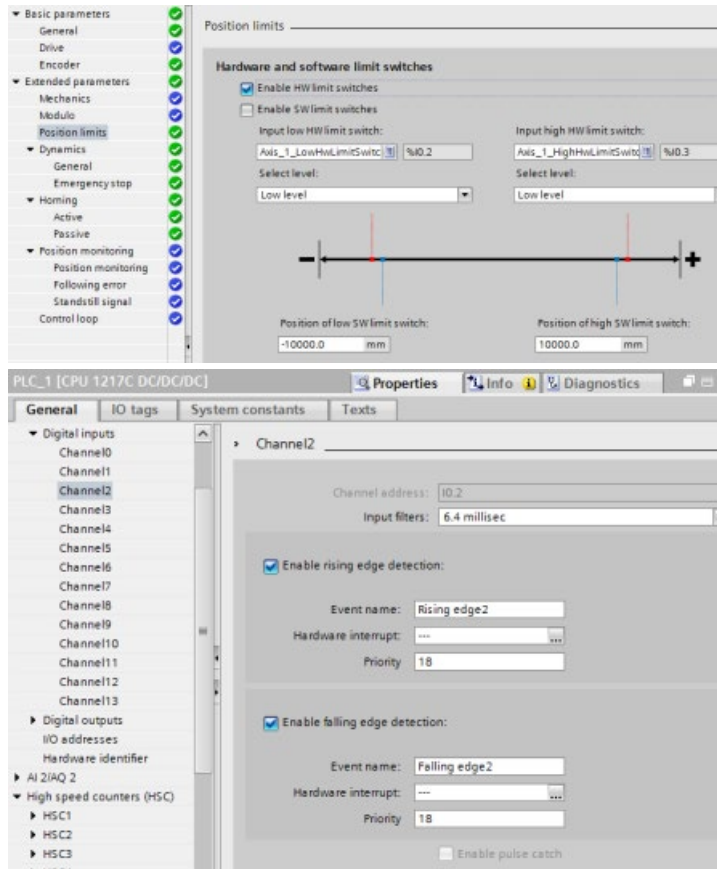 Basic parameters
General
Drive
Encoder
Extended parameters
Mechanics
Modulo
Position limits
Dynamics
General
Emergency stop
Homing
Active
Passive
Position monitoring
Position monitoring
Following error
Standstill signal
Control loop
Position limits
Hardware and software limit switches
Enable HW limit switches
Enable SW limit switches
Input low HW limit switch:
Input high HW limit switch:
Axis_1_LowHwLimitSwitc %I0.2
Axis_1_HighHwLimitSwitc %I0.3
Select level:
Select level:
Low level
Low level
Position of low SW limit switch:
Position of high SW limit switch:
-10000.0 mm
10000.0 mm
PLC_1 [CPU 1217C DC/DC/DC]
Properties
Info
Diagnostics
General
IO tags
System constants
Texts
Digital inputs
Channel0
Channel1
Channel2
Channel3
Channel4
Channel5
Channel6
Channel7
Channel8
Channel9
Channel10
Channel11
Channel12
Channel13
Digital outputs
I/O addresses
Hardware identifier
AI 2/AQ 2
High speed counters (HSC)
HSC1
HSC2
HSC3
Channel2
Channel address: I0.2
Input filters: 6.4 millisec
Enable rising edge detection:
Event name: Rising edge2
Hardware interrupt: --- ...
Priority 18
Enable falling edge detection:
Event name: Falling edge2
Hardware interrupt: --- ...
Priority 18
Enable pulse catch